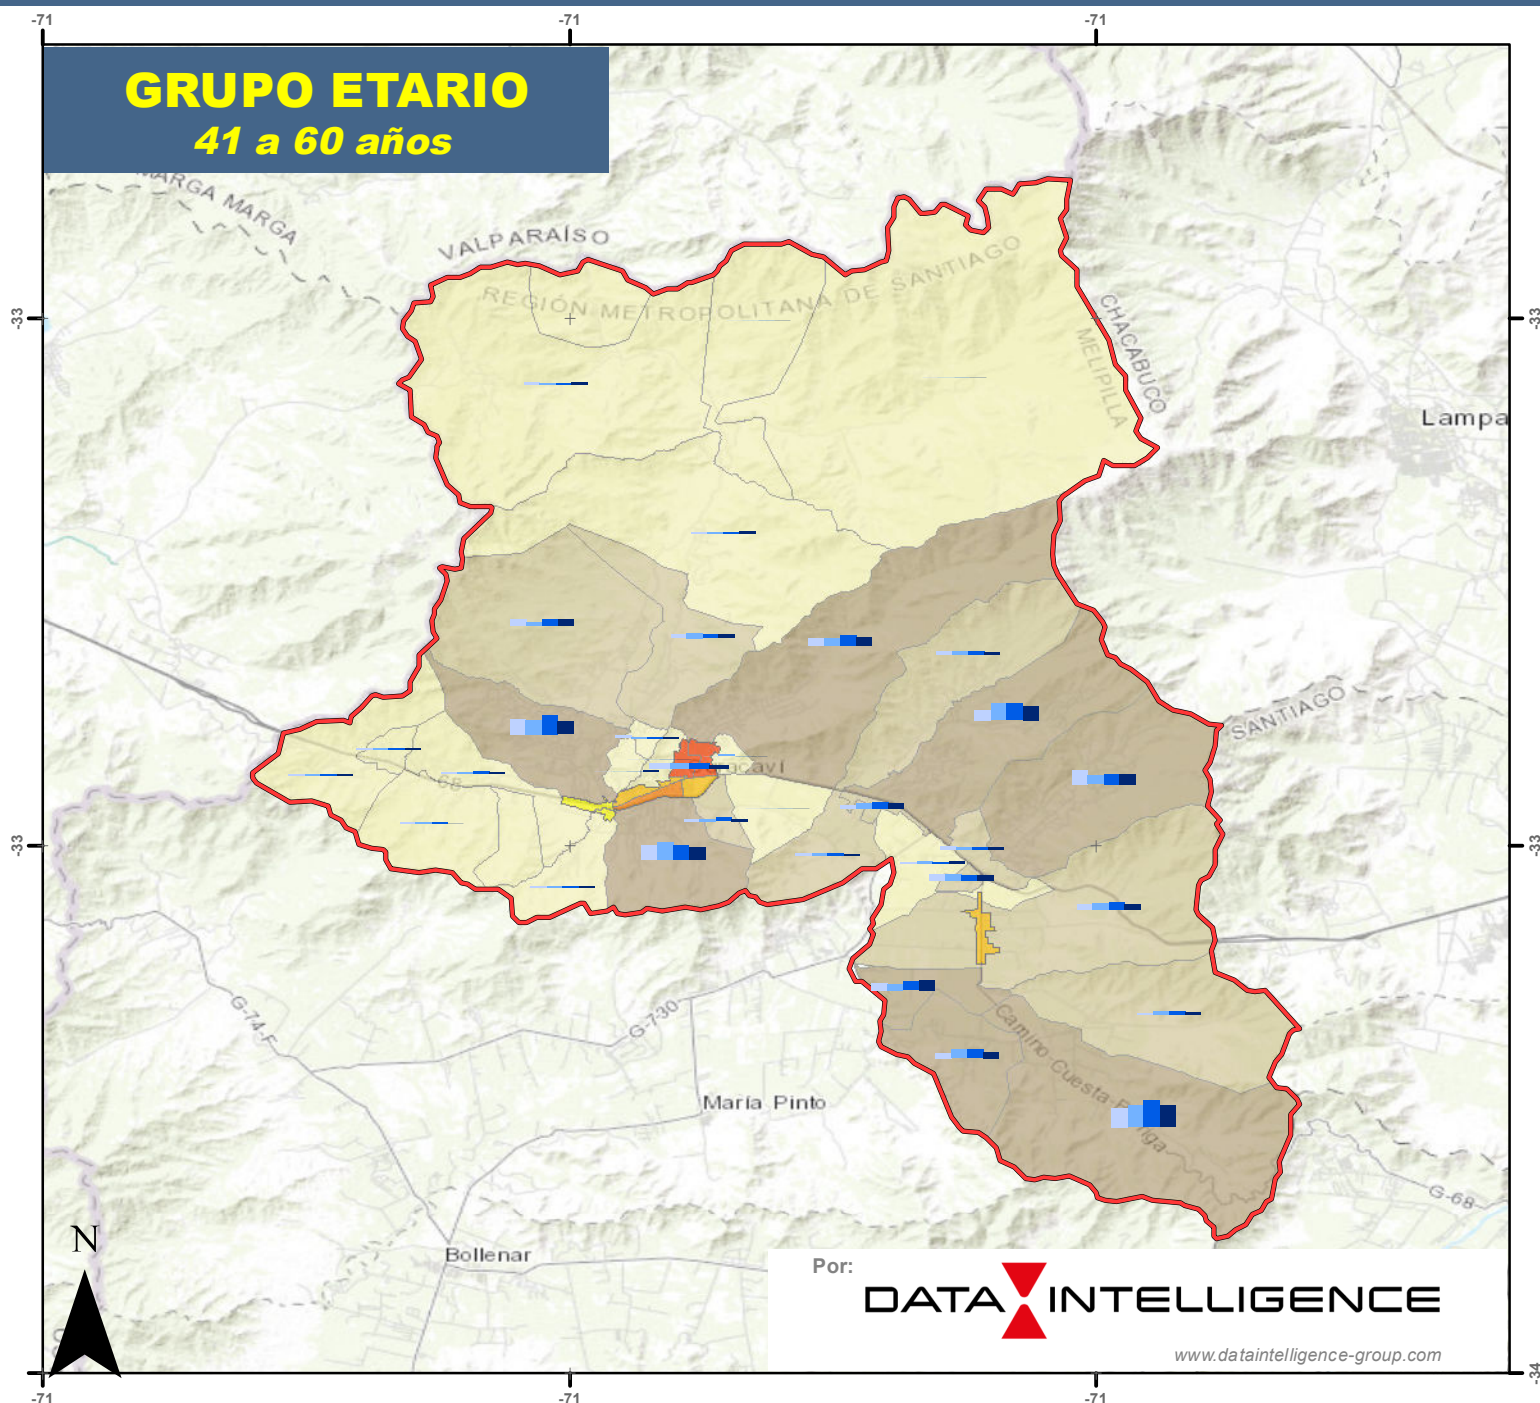 -71
-71
-71
GRUPO ETARIO
41 a 60 años
MARGA MARGA
VALPARAÍSO
REGIÓN METROPOLITANA DE SANTIAGO
-33
-33
CHACABUCO
MELIPILLA
Lampa
SANTIAGO
68
-33
-33
G-74-F
G-730
Camino Cuesta
María Pinto
G-68
N
Bollenar
Por:
DATA INTELLIGENCE
www.dataintelligence-group.com
-34
-71
-71
-71